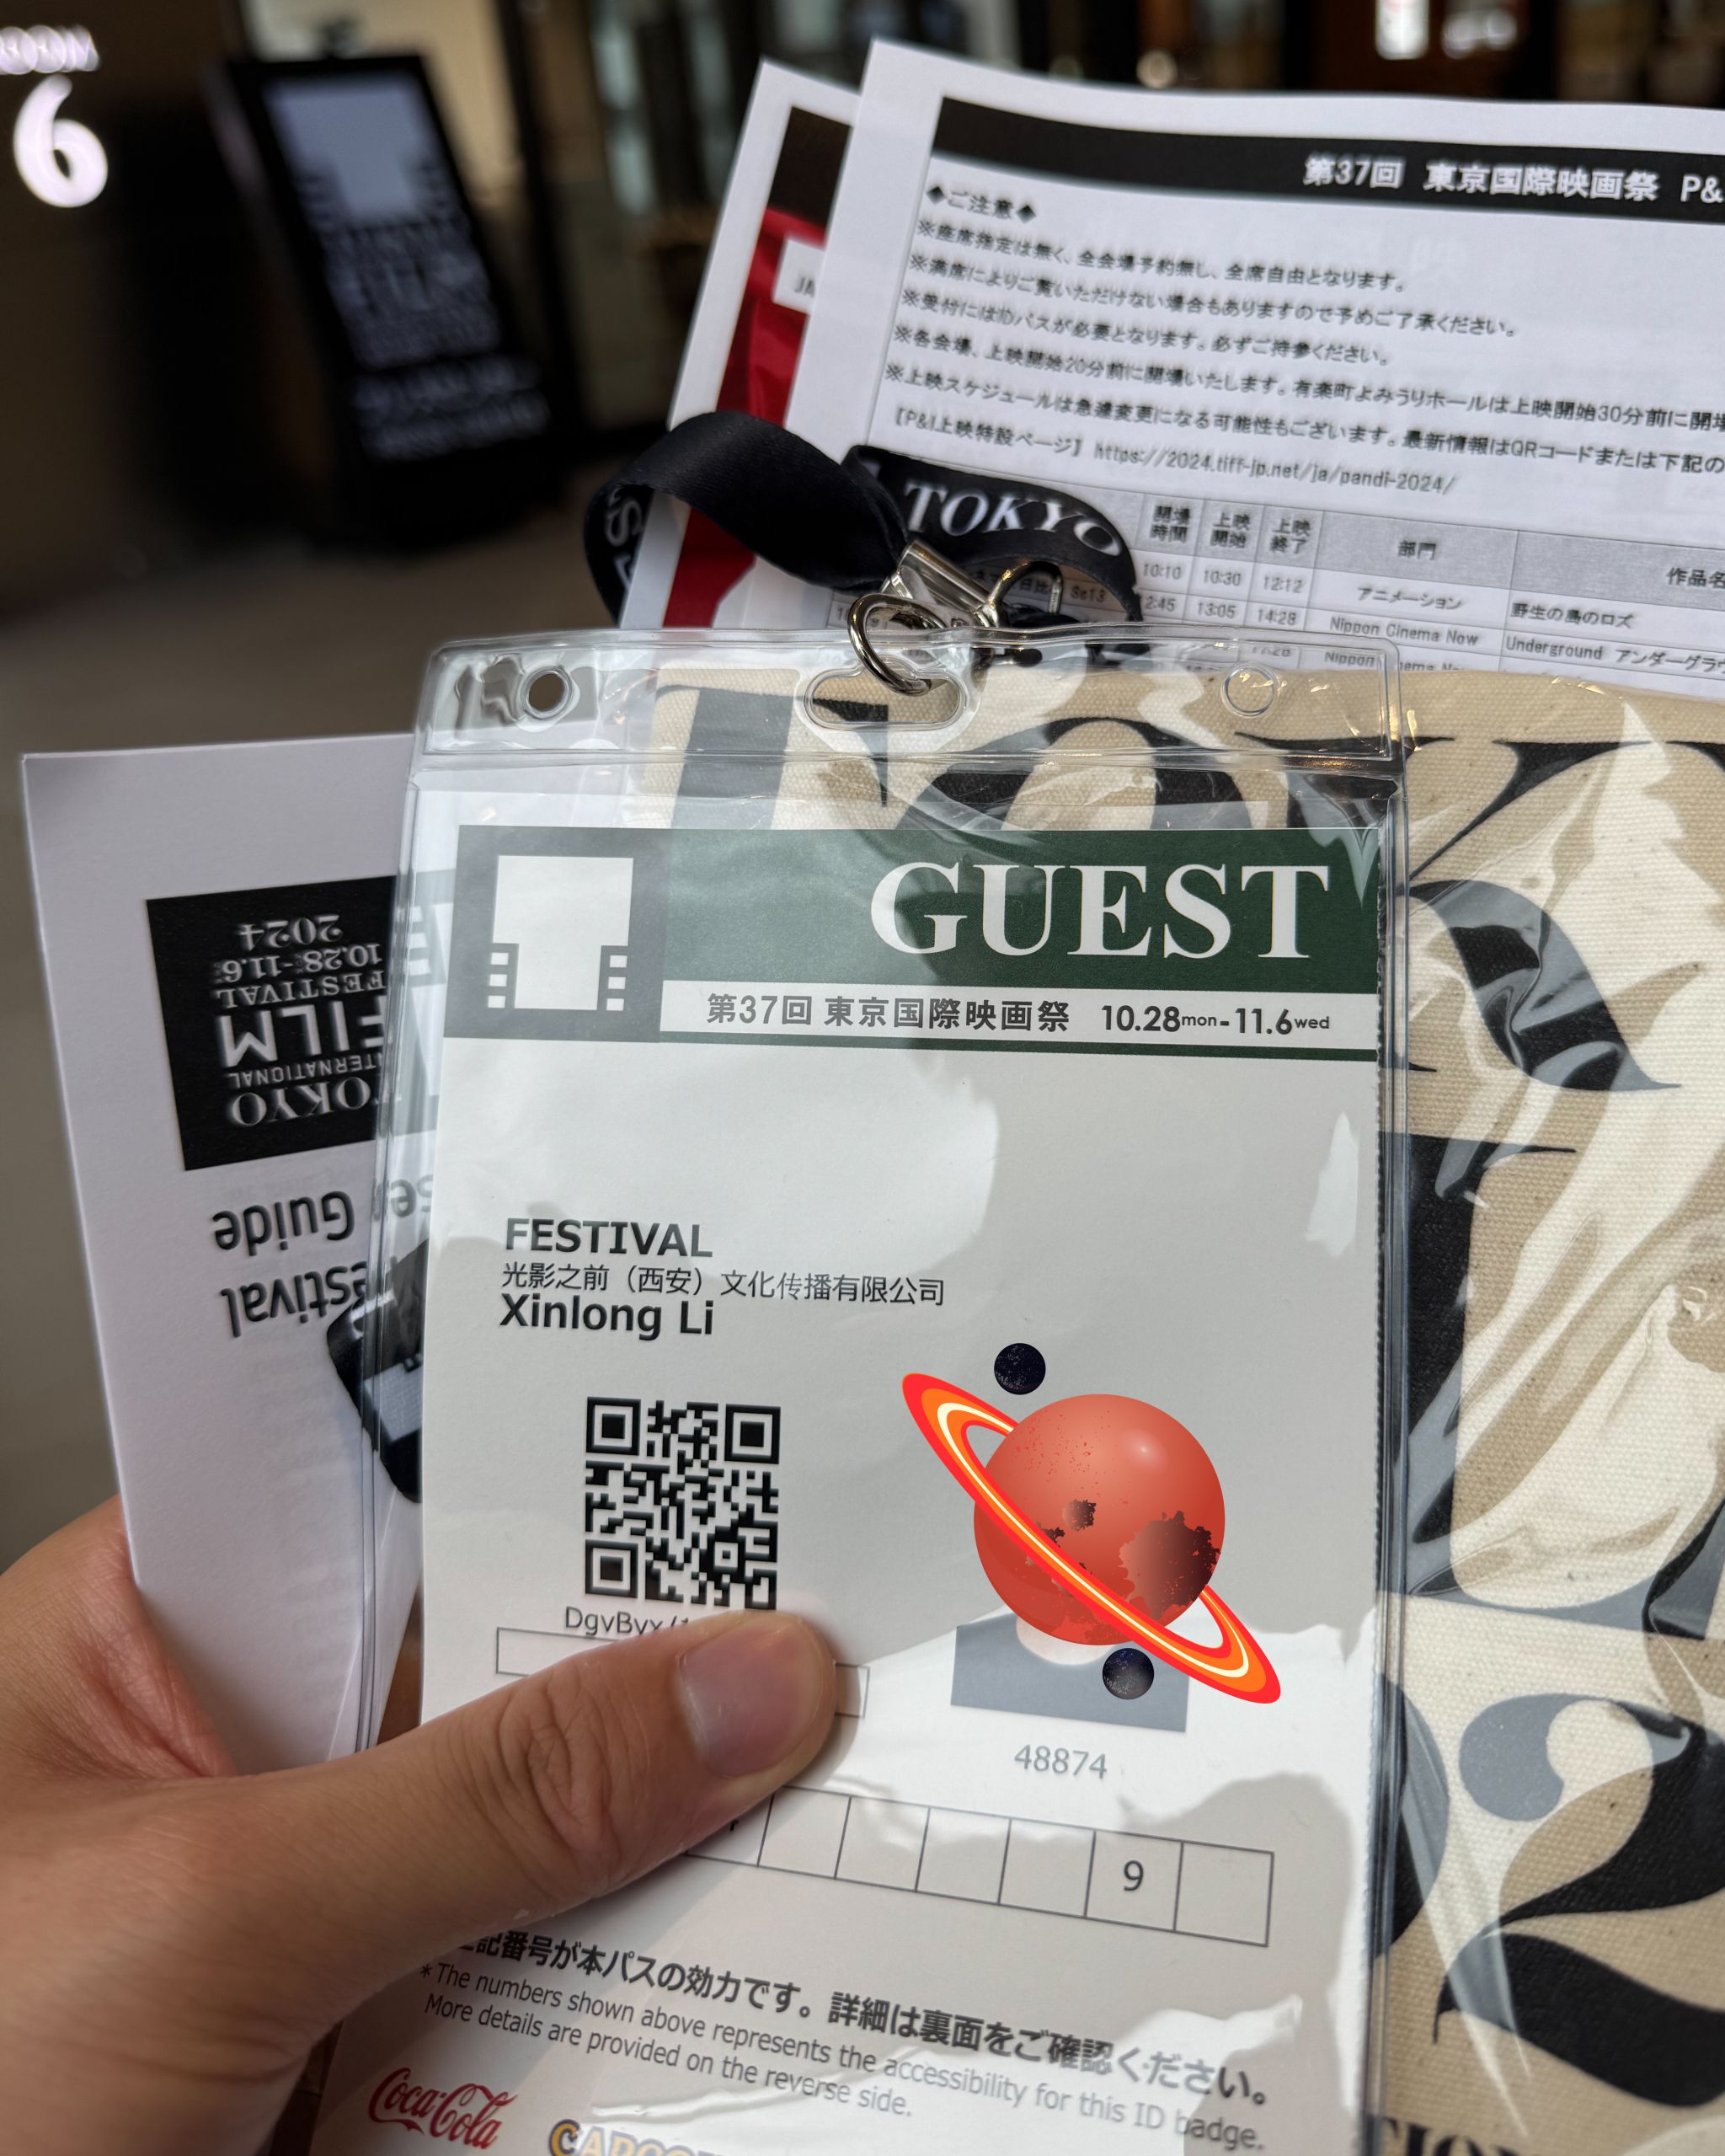 6
第37回 東京国際映画祭 P&
◆ご注意◆
※座席指定は無く、全会場予約無し、全席自由となります。
※満席によりご覧いただけない場合もありますので予めご了承ください。
※受付にはIDパスが必要となります。必ずご持参ください。
※各会場、上映開始20分前に開場いたします。有楽町よみうりホールは上映開始30分前に開場
※上映スケジュールは急遽変更になる可能性もございます。最新情報はQRコードまたは下記の
【P&I上映特設ページ】 https://2024.tiff-jp.net/ja/pandi-2024/
開場時間 上映開始 上映終了 部門 作品名
10:10 10:30 12:12 アニメーション 野生の島のロズ
2:45 13:05 14:28 Nippon Cinema Now Underground アンダーグラウ
TOKYO
GUEST
第37回 東京国際映画祭 10.28mon-11.6wed
FESTIVAL
光影之前（西安）文化传播有限公司
Xinlong Li
48874
9
記番号が本パスの効力です。詳細は裏面をご確認ください。
*The numbers shown above represents the accessibility for this ID badge.
More details are provided on the reverse side.
Coca-Cola
TOKYO
INTERNATIONAL
FILM
FESTIVAL
10.28-11.6
2024
Guide